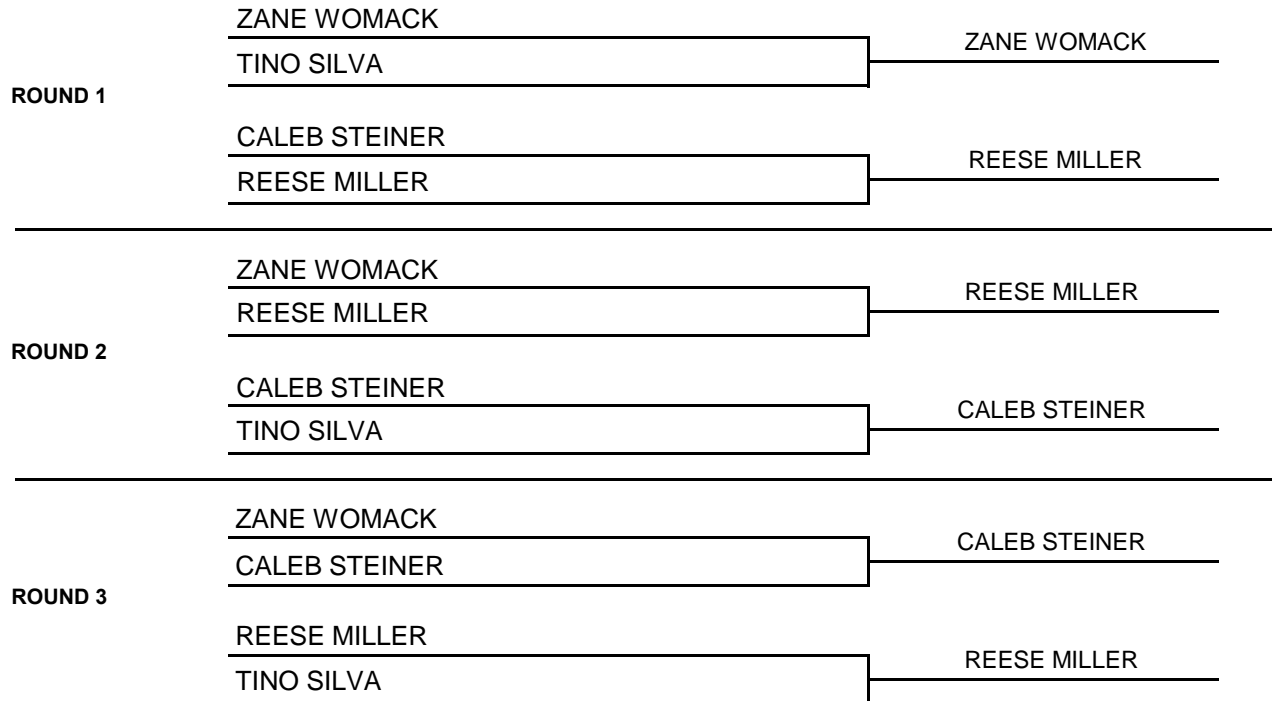 ZANE WOMACK
ZANE WOMACK
TINO SILVA
ROUND 1
CALEB STEINER
REESE MILLER
REESE MILLER
ZANE WOMACK
REESE MILLER
REESE MILLER
ROUND 2
CALEB STEINER
CALEB STEINER
TINO SILVA
ZANE WOMACK
CALEB STEINER
CALEB STEINER
ROUND 3
REESE MILLER
REESE MILLER
TINO SILVA